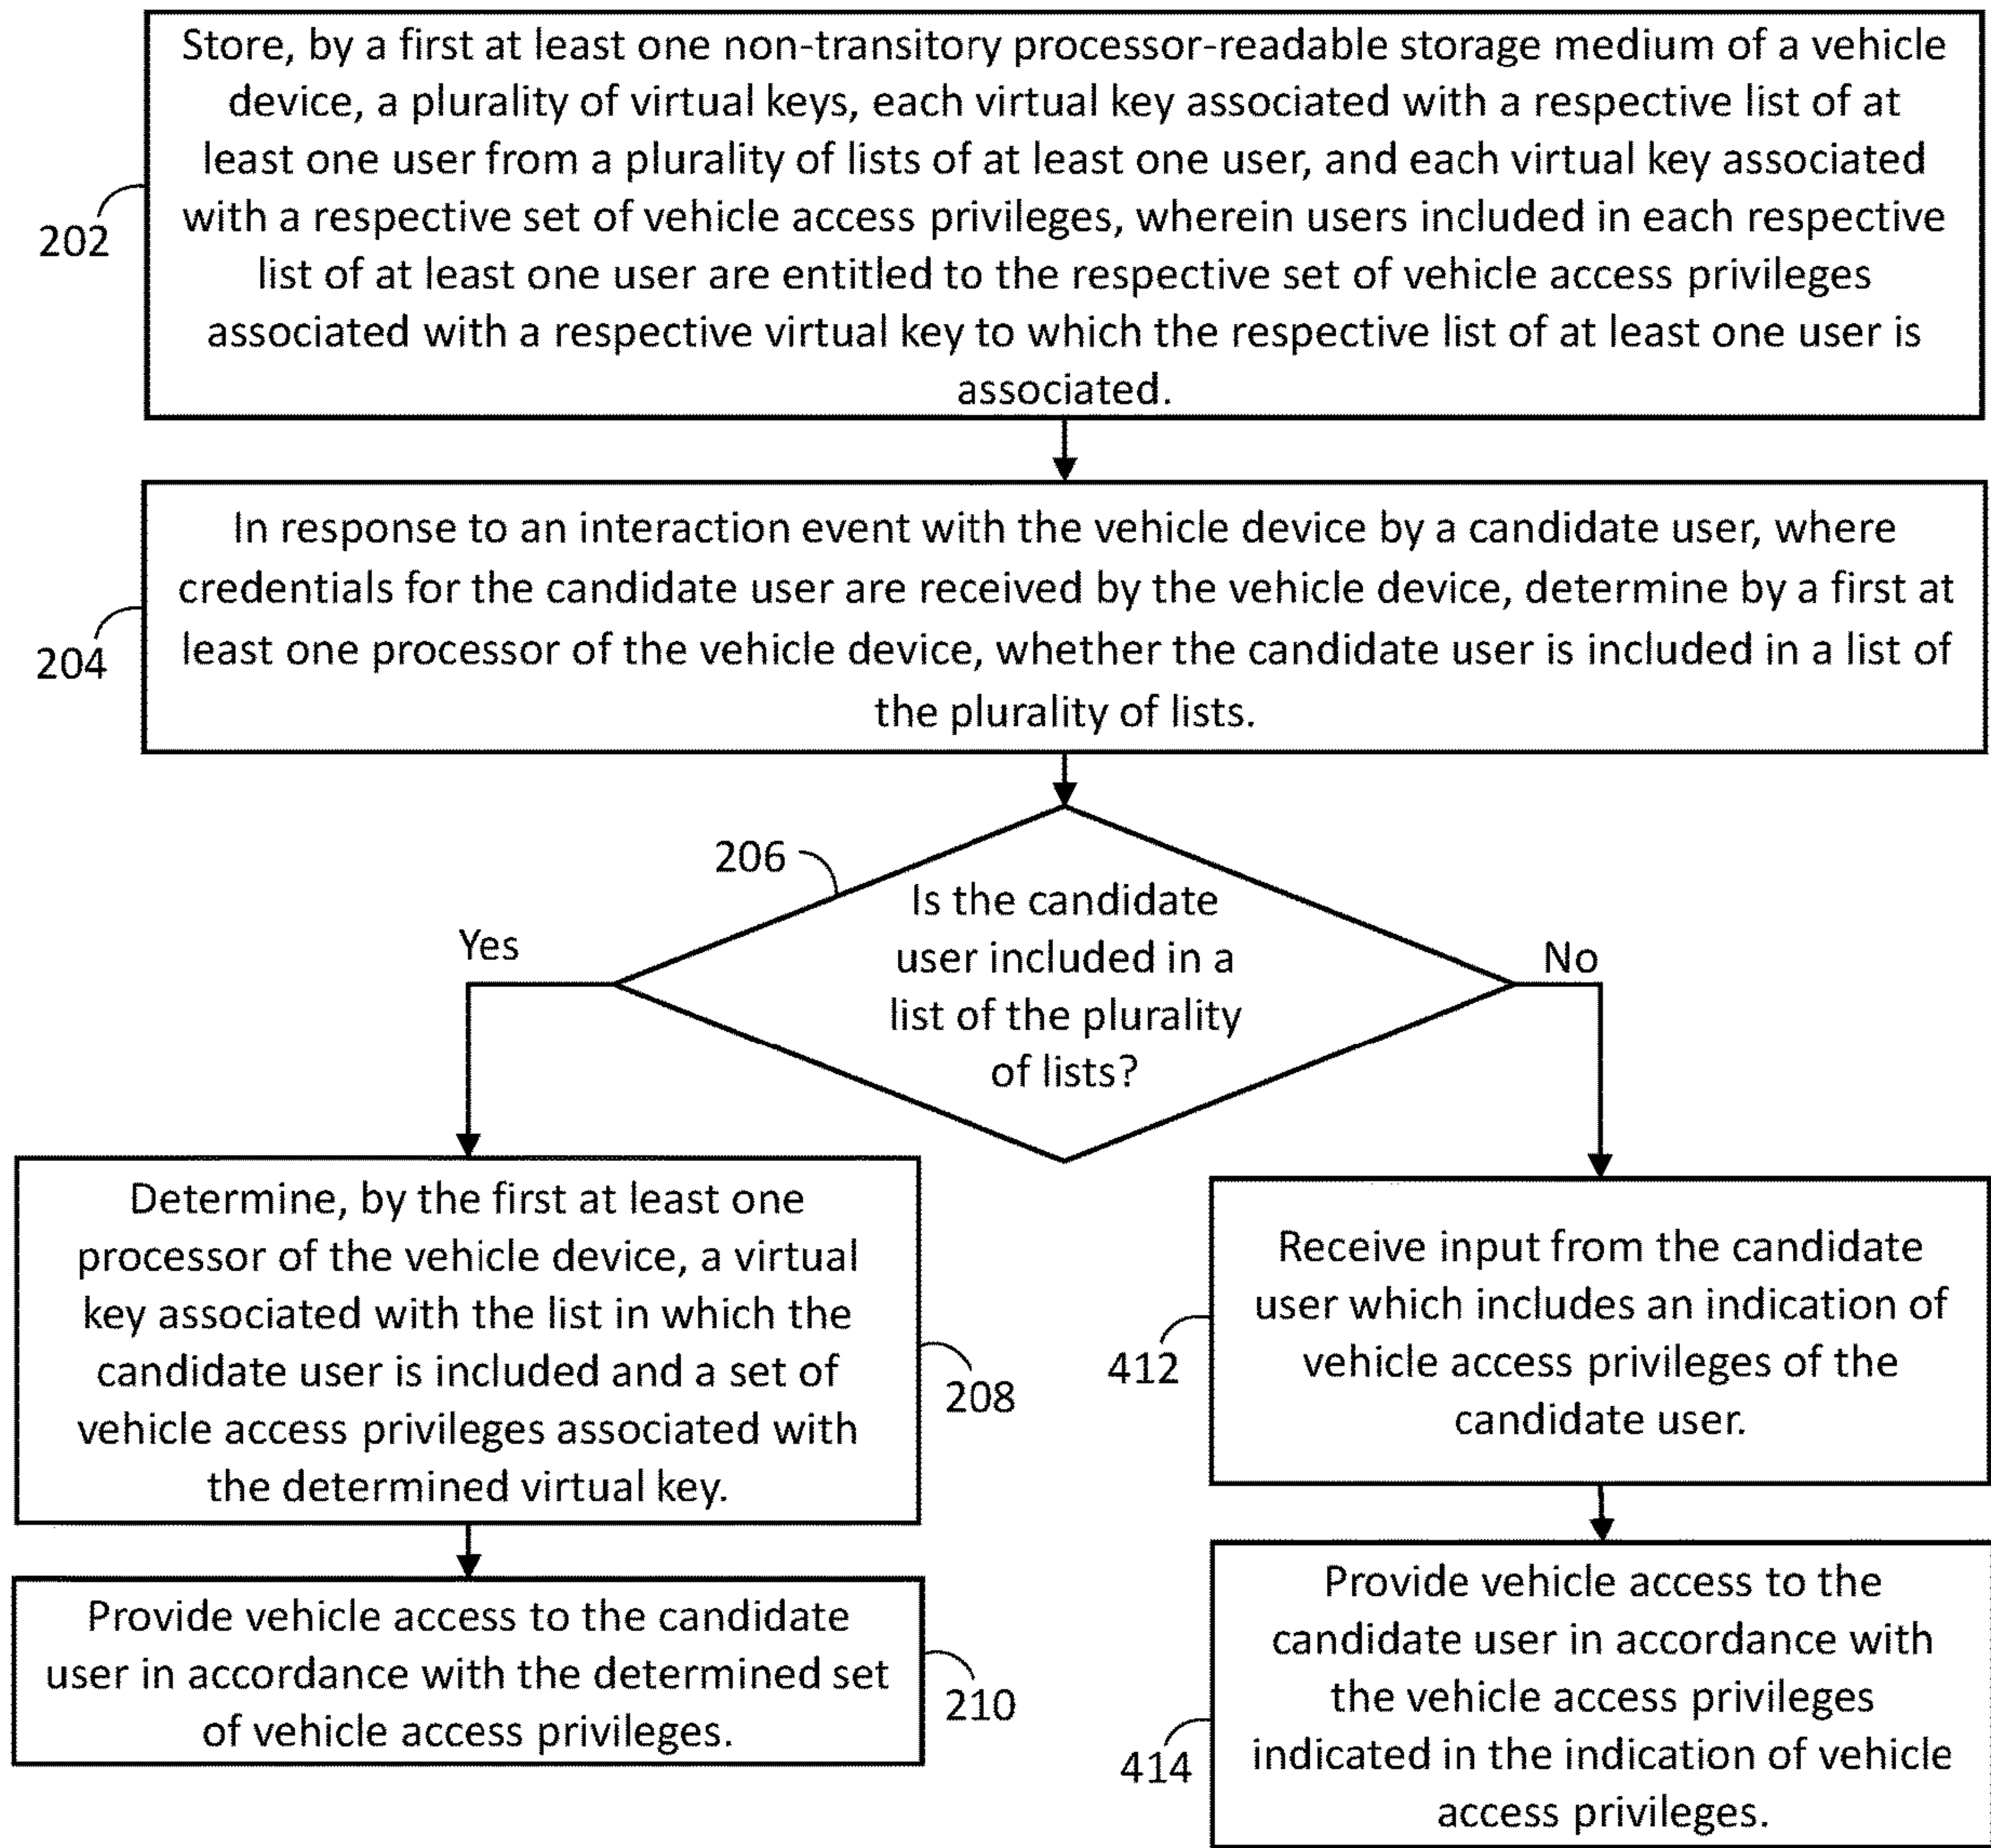 Store, by a first at least one non-transitory processor-readable storage medium of a vehicle
device, a plurality of virtual keys, each virtual key associated with a respective list of at
least one user from a plurality of lists of at least one user, and each virtual key associated
with a respective set of vehicle access privileges, wherein users included in each respective
list of at least one user are entitled to the respective set of vehicle access privileges
associated with a respective virtual key to which the respective list of at least one user is
associated.
202
In response to an interaction event with the vehicle device by a candidate user, where
credentials for the candidate user are received by the vehicle device, determine by a first at
least one processor of the vehicle device, whether the candidate user is included in a list of
the plurality of lists.
204
206
Is the candidate
user included in a
list of the plurality
of lists?
Yes
No
Determine, by the first at least one
processor of the vehicle device, a virtual
key associated with the list in which the
candidate user is included and a set of
vehicle access privileges associated with
the determined virtual key.
208
Provide vehicle access to the candidate
user in accordance with the determined set
of vehicle access privileges.
210
Receive input from the candidate
user which includes an indication of
vehicle access privileges of the
candidate user.
412
Provide vehicle access to the
candidate user in accordance with
the vehicle access privileges
indicated in the indication of vehicle
access privileges.
414